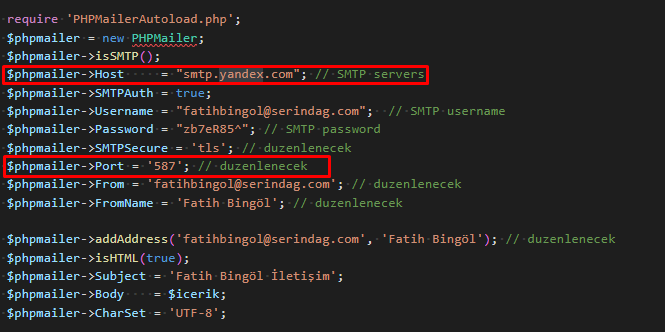 require 'PHPMailerAutoload.php';
$phpmailer = new PHPMailer;
$phpmailer->isSMTP();
$phpmailer->Host     = "smtp.yandex.com"; // SMTP servers
$phpmailer->SMTPAuth = true;
$phpmailer->Username = "fatihbingol@serindag.com";  // SMTP username
$phpmailer->Password = "zb7eR85^"; // SMTP password
$phpmailer->SMTPSecure = 'tls'; // duzenlenecek
$phpmailer->Port = '587'; // duzenlenecek
$phpmailer->From = 'fatihbingol@serindag.com'; // duzenlenecek
$phpmailer->FromName = 'Fatih Bingöl'; // duzenlenecek
$phpmailer->addAddress('fatihbingol@serindag.com', 'Fatih Bingöl'); // duzenlenecek
$phpmailer->isHTML(true);
$phpmailer->Subject = 'Fatih Bingöl İletişim';
$phpmailer->Body    = $icerik;
$phpmailer->CharSet = 'UTF-8';